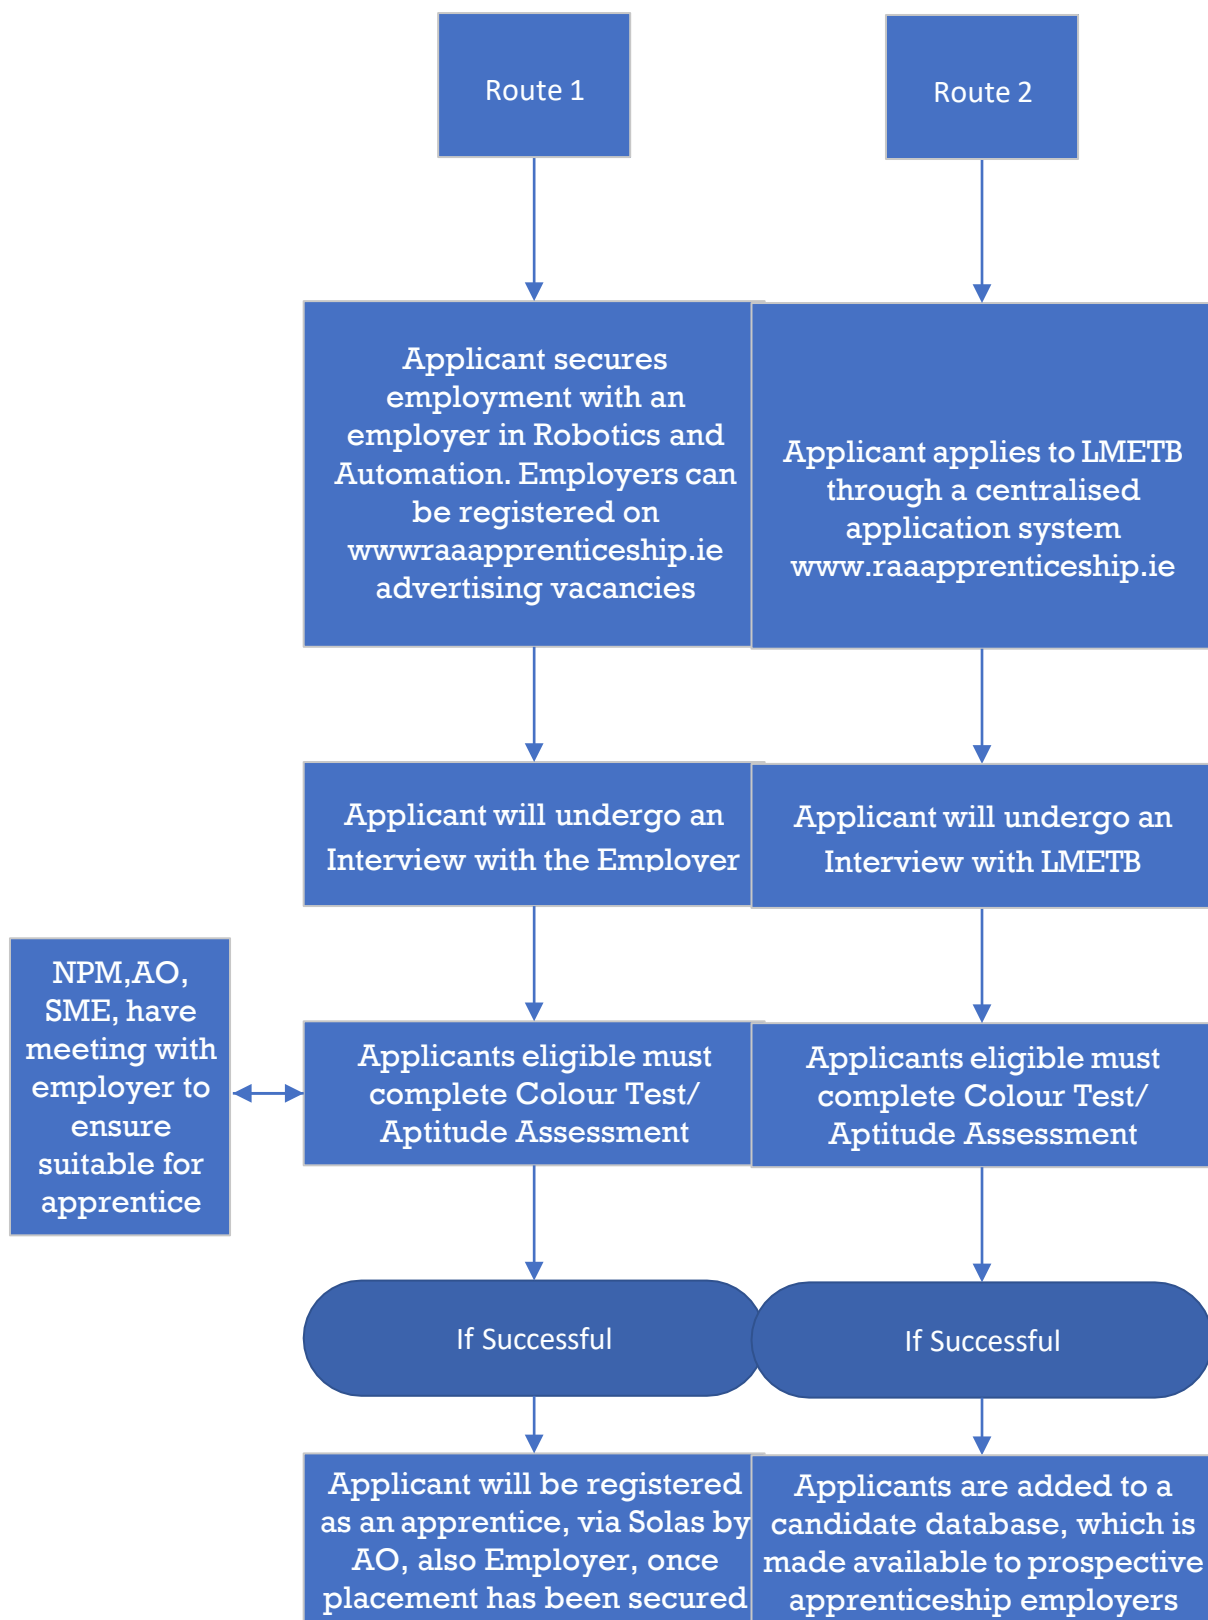 Route 1
Route 2
Applicant secures
employment with an
employer in Robotics and
Automation. Employers can
be registered on
wwwraaapprenticeship.ie
advertising vacancies
Applicant applies to LMETB
through a centralised
application system
www.raaapprenticeship.ie
Applicant will undergo an
Interview with the Employer
Applicant will undergo an
Interview with LMETB
NPM,AO,
SME, have
meeting with
employer to
ensure
suitable for
apprentice
Applicants eligible must
complete Colour Test/
Aptitude Assessment
Applicants eligible must
complete Colour Test/
Aptitude Assessment
If Successful
If Successful
Applicant will be registered
as an apprentice, via Solas by
AO, also Employer, once
placement has been secured
Applicants are added to a
candidate database, which is
made available to prospective
apprenticeship employers